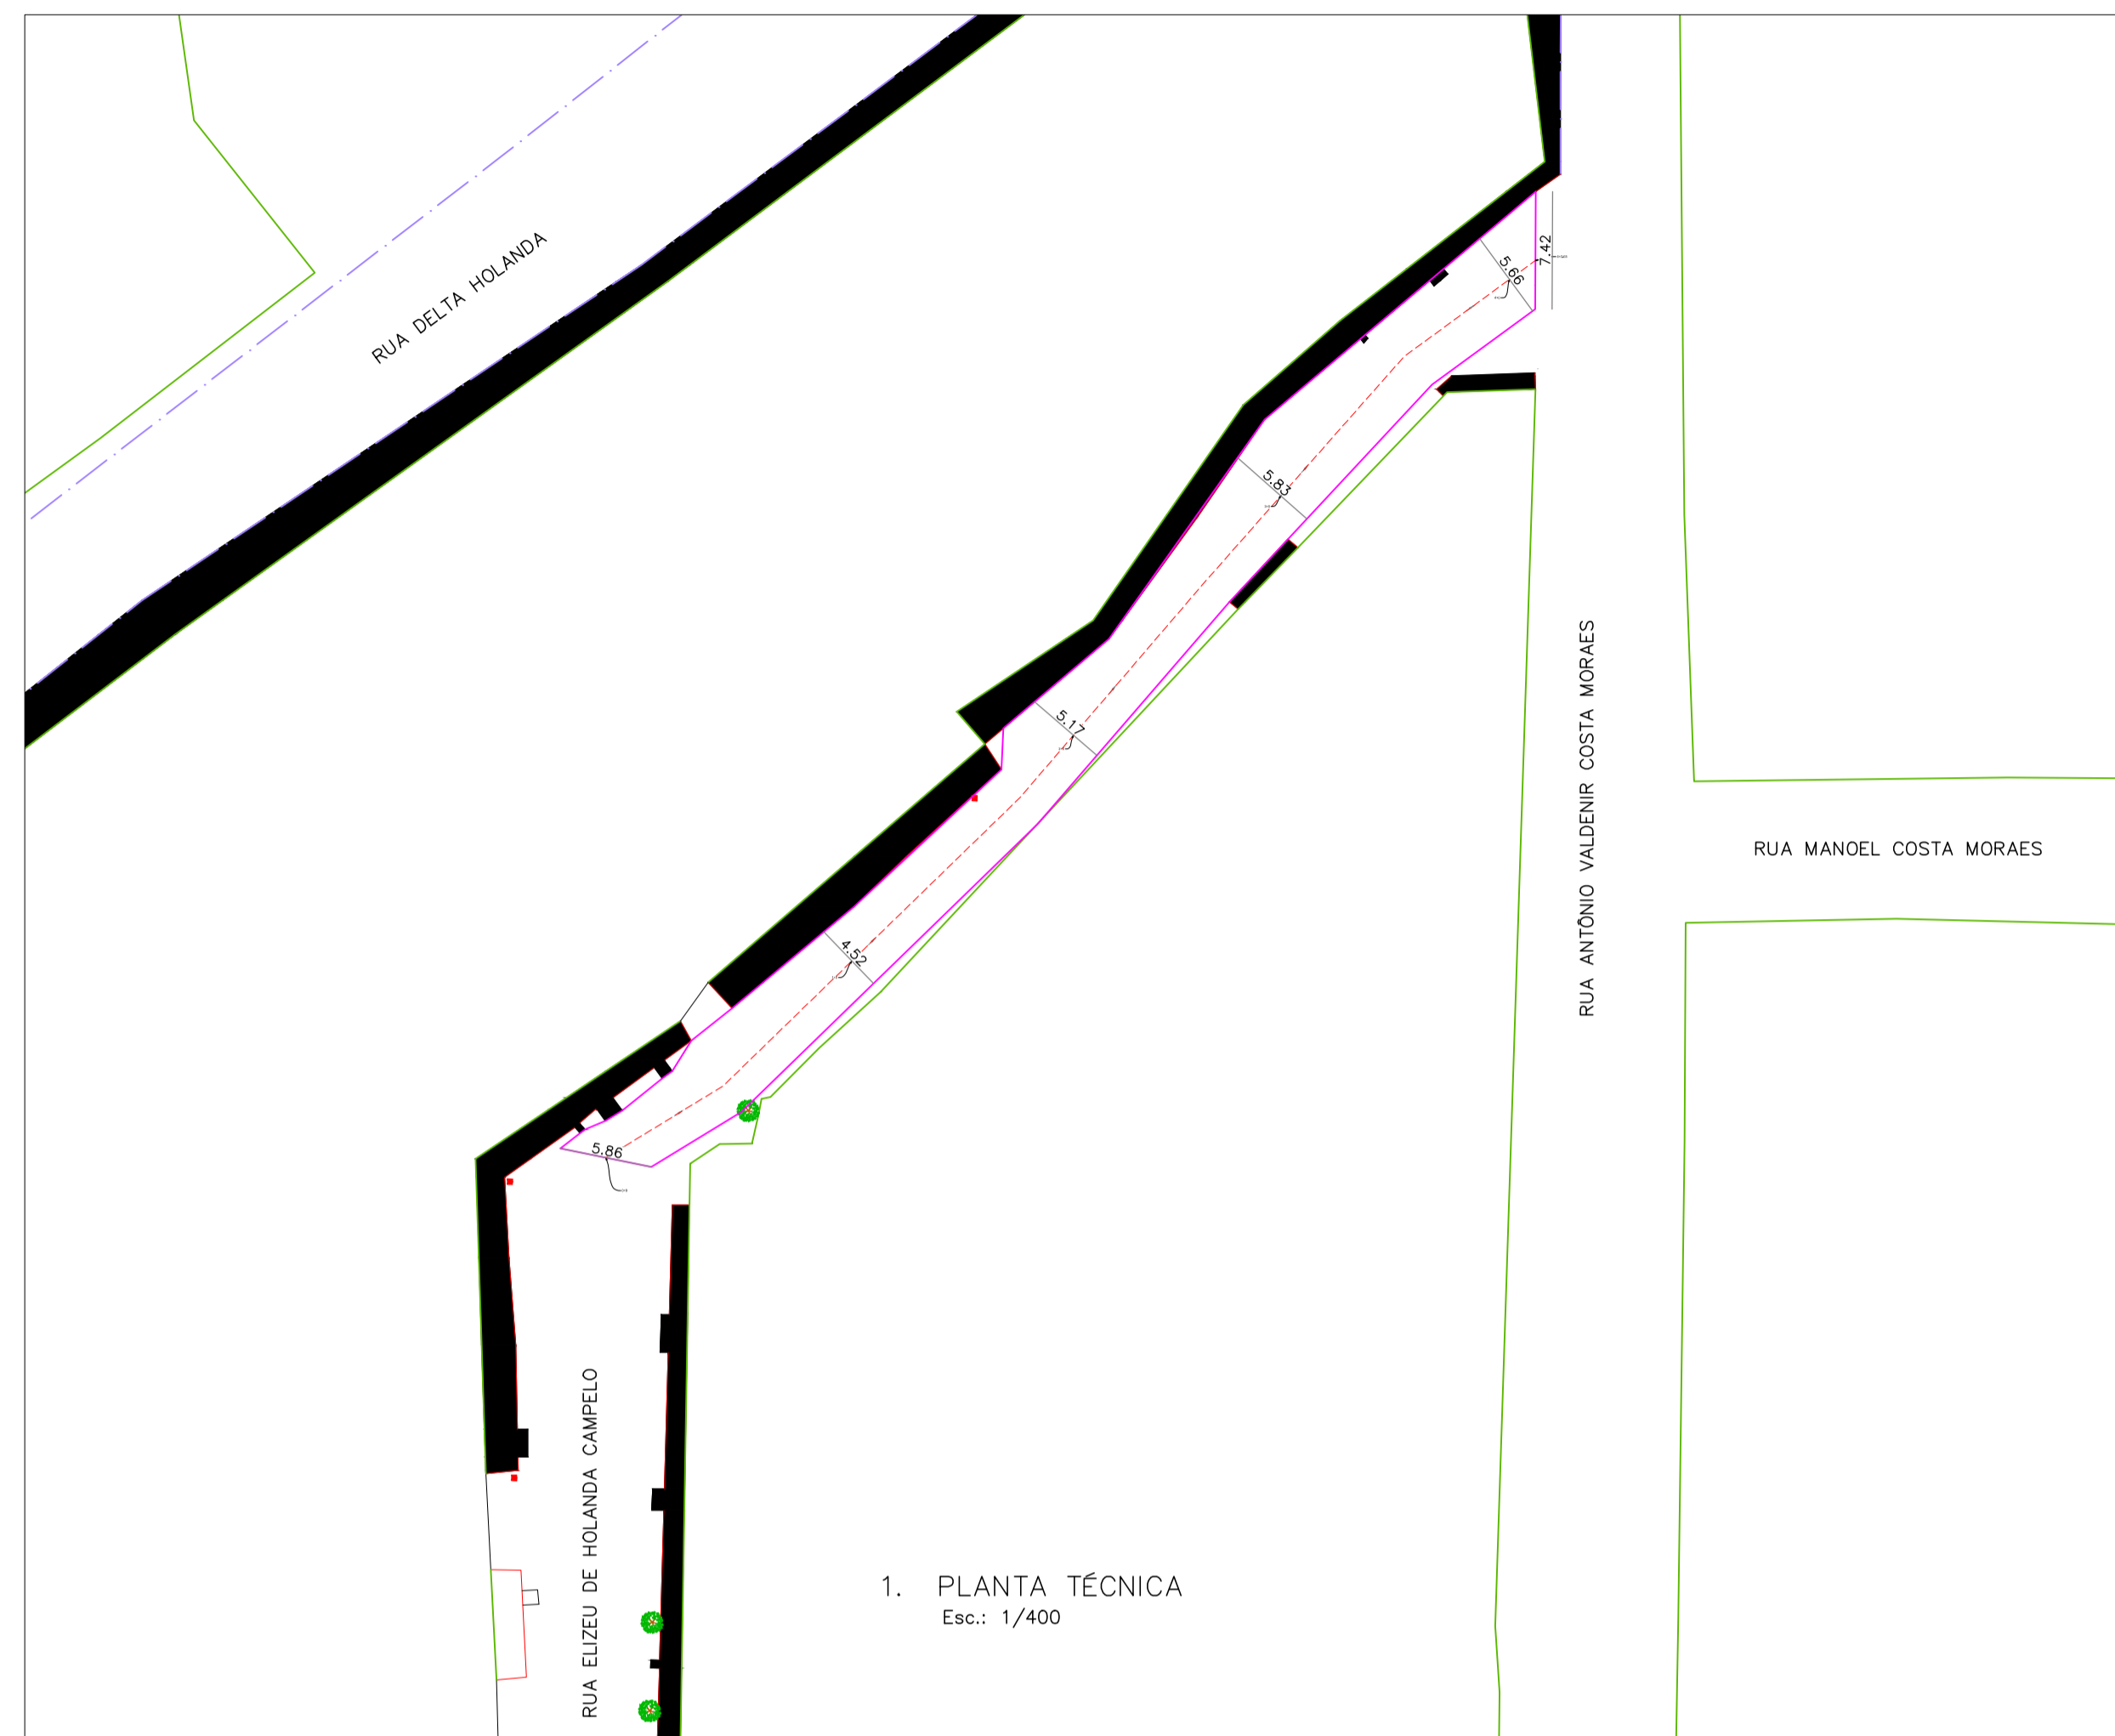 RUA DELTA HOLANDA
7.42
5.66
5.83
5.17
RUA ANTÔNIO VALDENIR COSTA MORAES
RUA MANOEL COSTA MORAES
4.52
5.86
RUA ELIZEU DE HOLANDA CAMPELO
1. PLANTA TÉCNICA
Esc.: 1/400